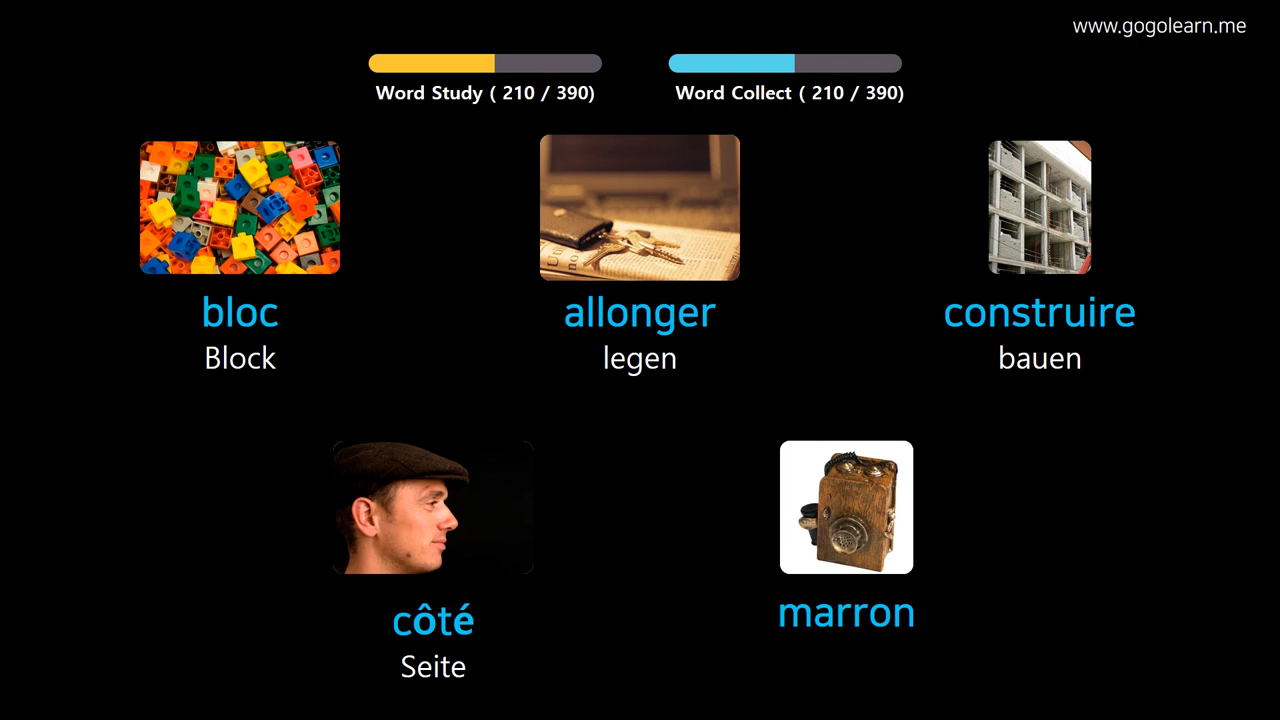 www.gogolearn.me
Word Study ( 210 / 390)
Word Collect ( 210 / 390)
bloc
Block
allonger
legen
construire
bauen
côté
Seite
marron